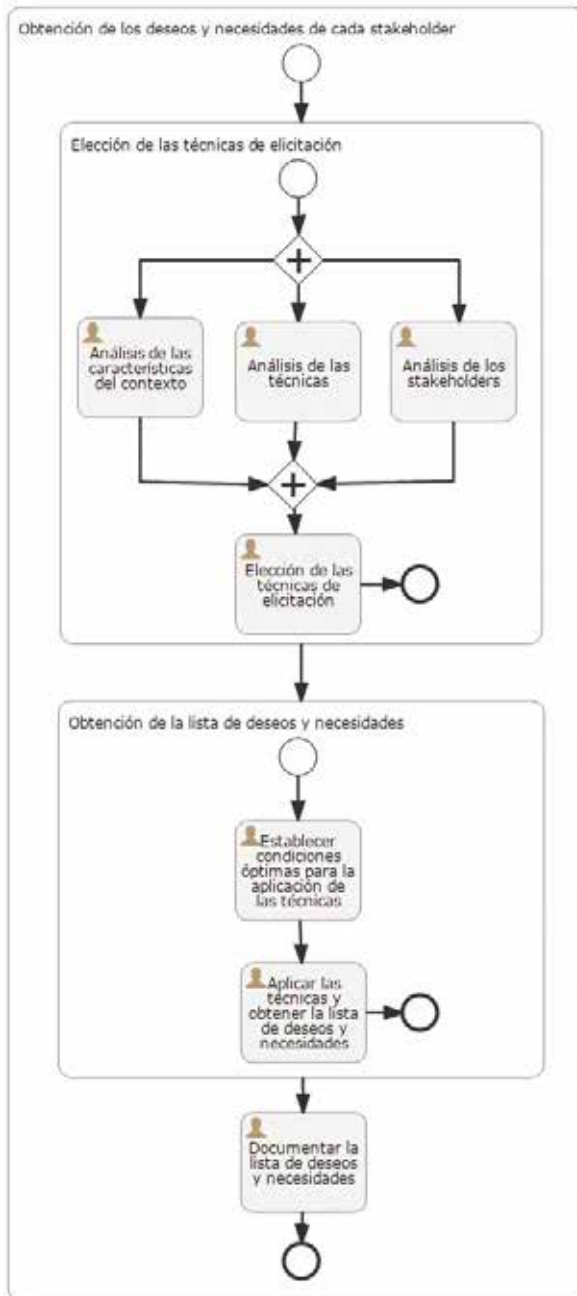 Obtención de los deseos y necesidades de cada stakeholder
Elección de las técnicas de elicitación
Análisis de las
características
del contexto
Análisis de las
técnicas
Análisis de los
stakeholders
Elección de las
técnicas de
elicitación
Obtención de la lista de deseos y necesidades
Establecer
condiciones
óptimas para la
aplicación de
las técnicas
Aplicar las
técnicas y
obtener la lista
de deseos y
necesidades
Documentar la
lista de deseos
y necesidades